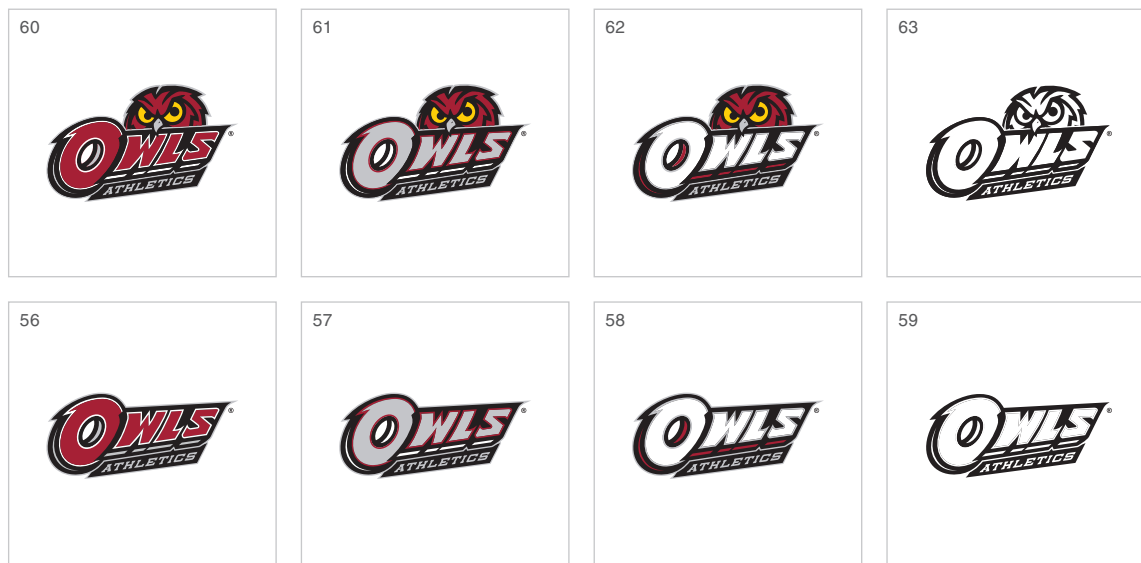 60
OWLS ®
ATHLETICS
61
OWLS ®
ATHLETICS
62
OWLS ®
ATHLETICS
63
OWLS ®
ATHLETICS
56
OWLS ®
ATHLETICS
57
OWLS ®
ATHLETICS
58
OWLS ®
ATHLETICS
59
OWLS ®
ATHLETICS